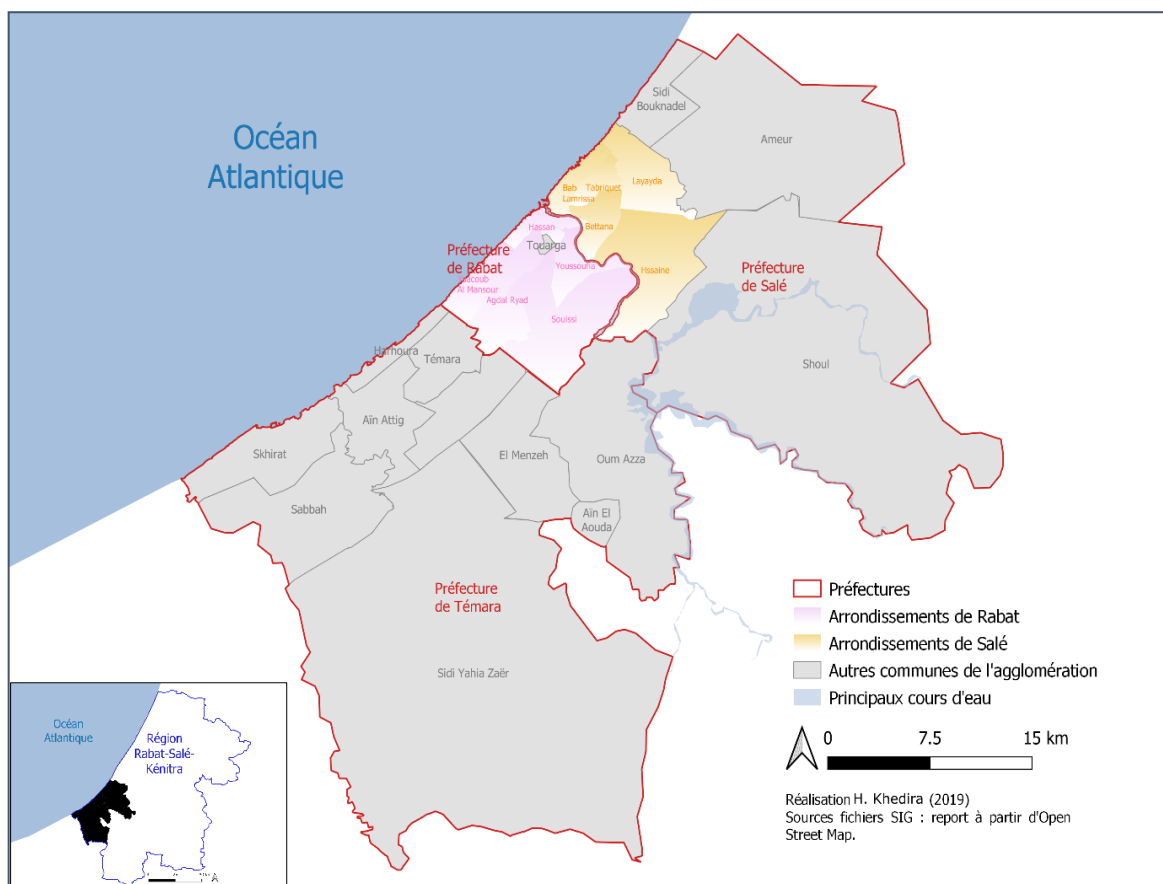 Océan
Atlantique
Sidi
Bouknadel
Ameur
Layayda
Bab
Lamrissa
Tabriquet
Bettana
Hassan
Touarga
Préfecture
de Rabat
Youssoufia
Al Mansour
Agdal Ryad
Souissi
Hssaine
Préfecture
de Salé
Shoul
Harhoura
Témara
Aïn Attig
Skhirat
Sabbah
El Menzeh
Oum Azza
Aïn El
Aouda
Préfecture
de Témara
Sidi Yahia Zaër
Préfectures
Arrondissements de Rabat
Arrondissements de Salé
Autres communes de l'agglomération
Principaux cours d'eau
0 7.5 15 km
Réalisation H. Khedira (2019)
Sources fichiers SIG : report à partir d'Open
Street Map.
Océan
Atlantique
Région
Rabat-Salé-
Kénitra